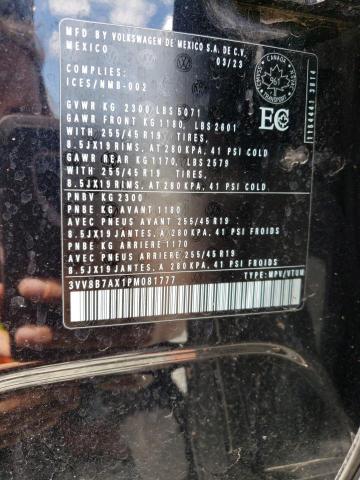 MFD BY VOLKSWAGEN DE MEXICO S.A. DE C.V.
MEXICO 03/23
COMPLIES:
ICES/NMB-002
CANADA
961
TRANSPORT
GVWR KG 2300 LBS 5071
GAWR FRONT KG 1180, LBS 2601
WITH 255/45 R19 TIRES,
8.5JX19 RIMS, AT 280 KPA, 41 PSI COLD
GAWR REAR KG 1170, LBS 2579
WITH 255/45 R19 TIRES,
8.5JX19 RIMS, AT 280 KPA, 41 PSI COLD
EC
PNBV KG 2300
PNBE KG AVANT 1180
AVEC PNEUS AVANT 255/45 R19
8.5JX19 JANTES, A 280 KPA, 41 PSI FROIDS
PNBE KG ARRIERE 1170
AVEC PNEUS ARRIERE 255/45 R19
8.5JX19 JANTES, A 280 KPA, 41 PSI FROIDS
3VV8B7AX1PM081777 TYPE: MPV/VTUM